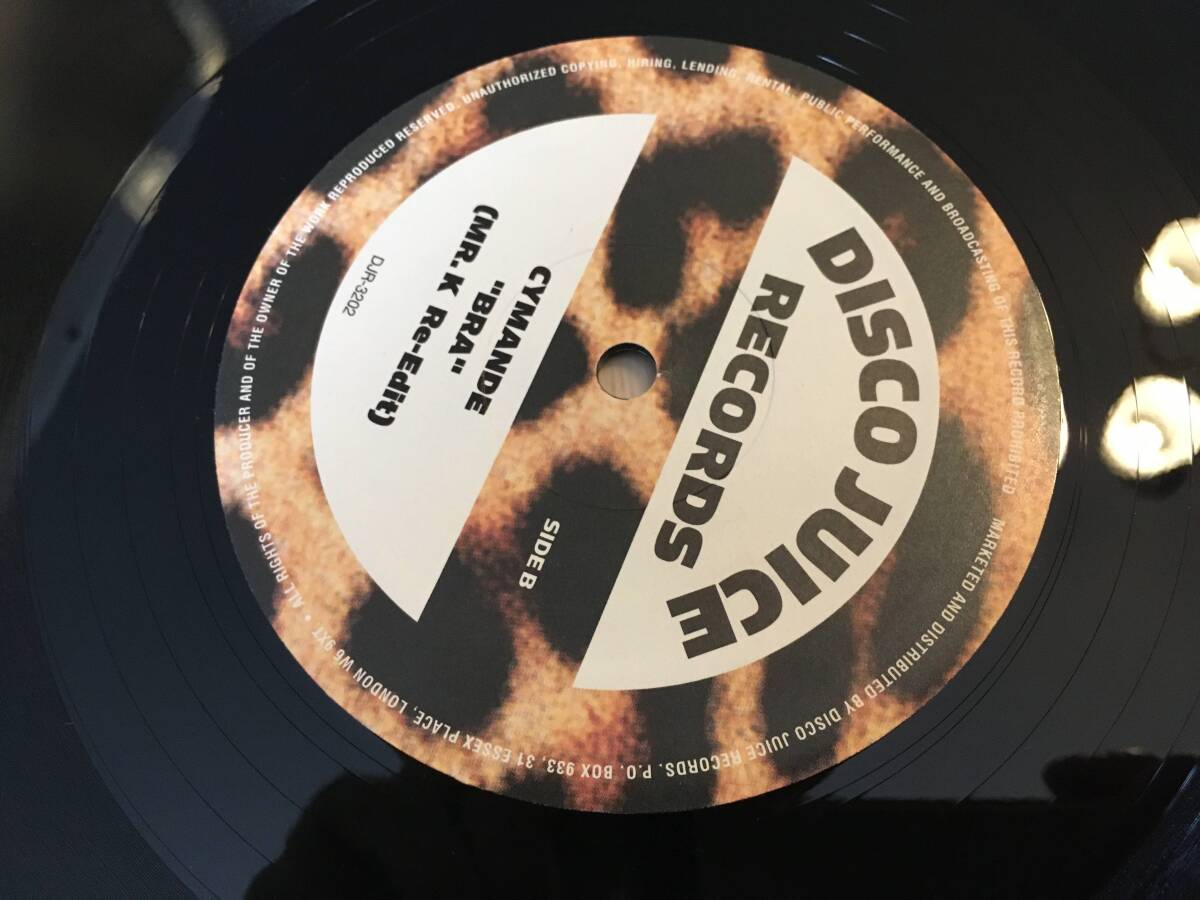 DISCO JUICE
RECORDS
SIDE B
CYMANDE
"BRA"
(MR. K Re-Edit)
DJR-3202
• ALL RIGHTS OF THE PRODUCER AND OF THE OWNER OF THE WORK REPRODUCED RESERVED. UNAUTHORIZED COPYING, HIRING, LENDING, RENTAL, PUBLIC PERFORMANCE AND BROADCASTING OF THIS RECORD PROHIBITED
MARKETED AND DISTRIBUTED BY DISCO JUICE RECORDS. P.O. BOX 933, 31 ESSEX PLACE, LONDON W6 9XT